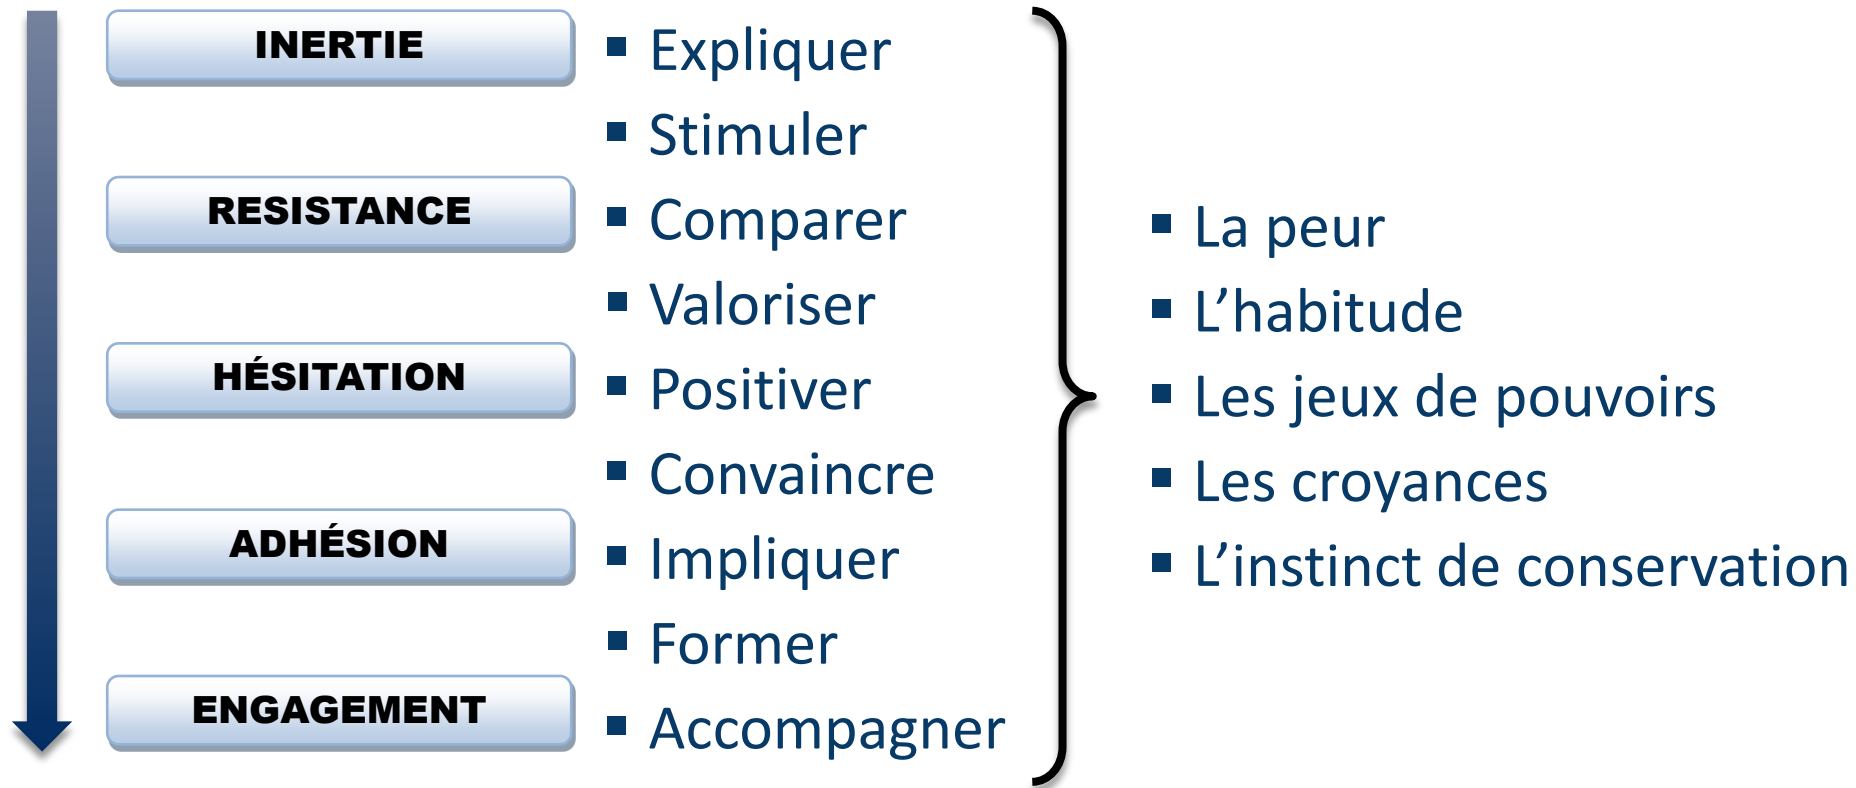 INERTIE
RESISTANCE
HÉSITATION
ADHÉSION
ENGAGEMENT
▪ Expliquer
▪ Stimuler
▪ Comparer
▪ Valoriser
▪ Positiver
▪ Convaincre
▪ Impliquer
▪ Former
▪ Accompagner
▪ La peur
▪ L’habitude
▪ Les jeux de pouvoirs
▪ Les croyances
▪ L’instinct de conservation